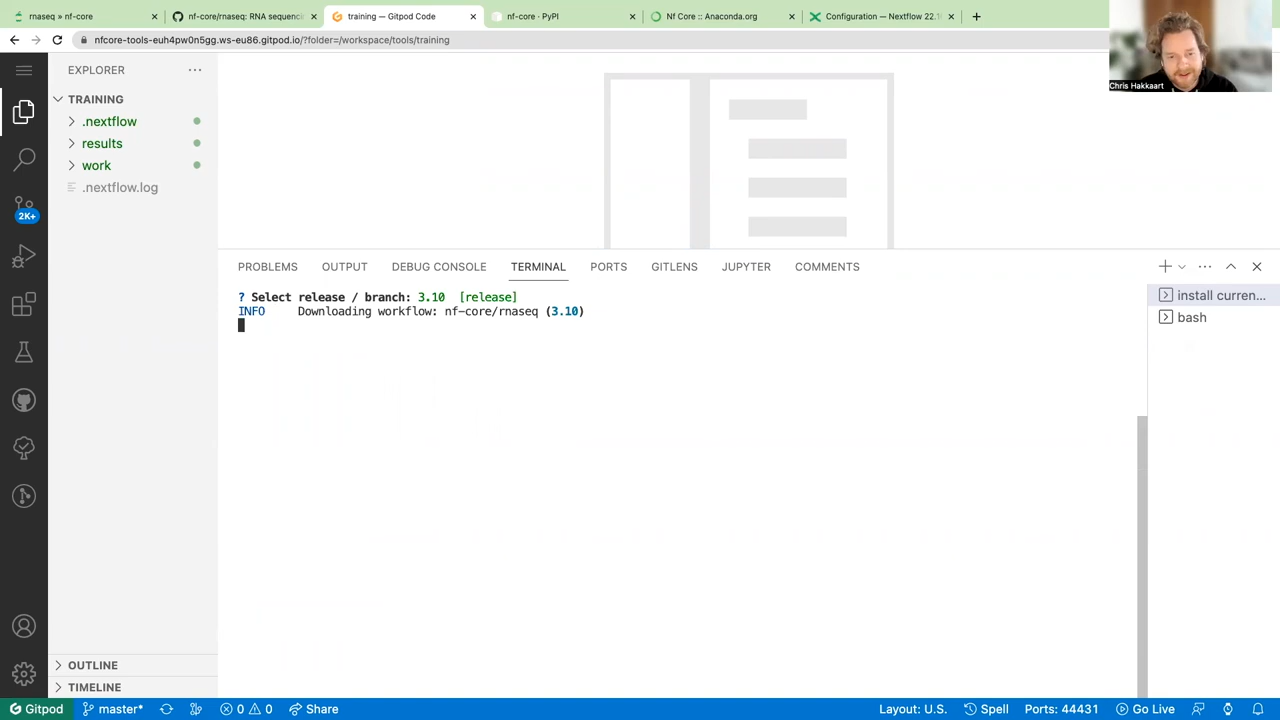 rnaseq » nf-core
nf-core/rnaseq: RNA sequenci
training — Gitpod Code
nf-core · PyPI
Nf Core :: Anaconda.org
Configuration — Nextflow 22.1
nfcore-tools-euh4pw0n5gg.ws-eu86.gitpod.io/?folder=/workspace/tools/training
Chris Hakkaart
EXPLORER
TRAINING
.nextflow
results
work
.nextflow.log
2K+
PROBLEMS
OUTPUT
DEBUG CONSOLE
TERMINAL
PORTS
GITLENS
JUPYTER
COMMENTS
? Select release / branch: 3.10 [release]
INFO Downloading workflow: nf-core/rnaseq (3.10)
install curren...
bash
OUTLINE
TIMELINE
Gitpod
master*
0
0
Share
Layout: U.S.
Spell
Ports: 44431
Go Live